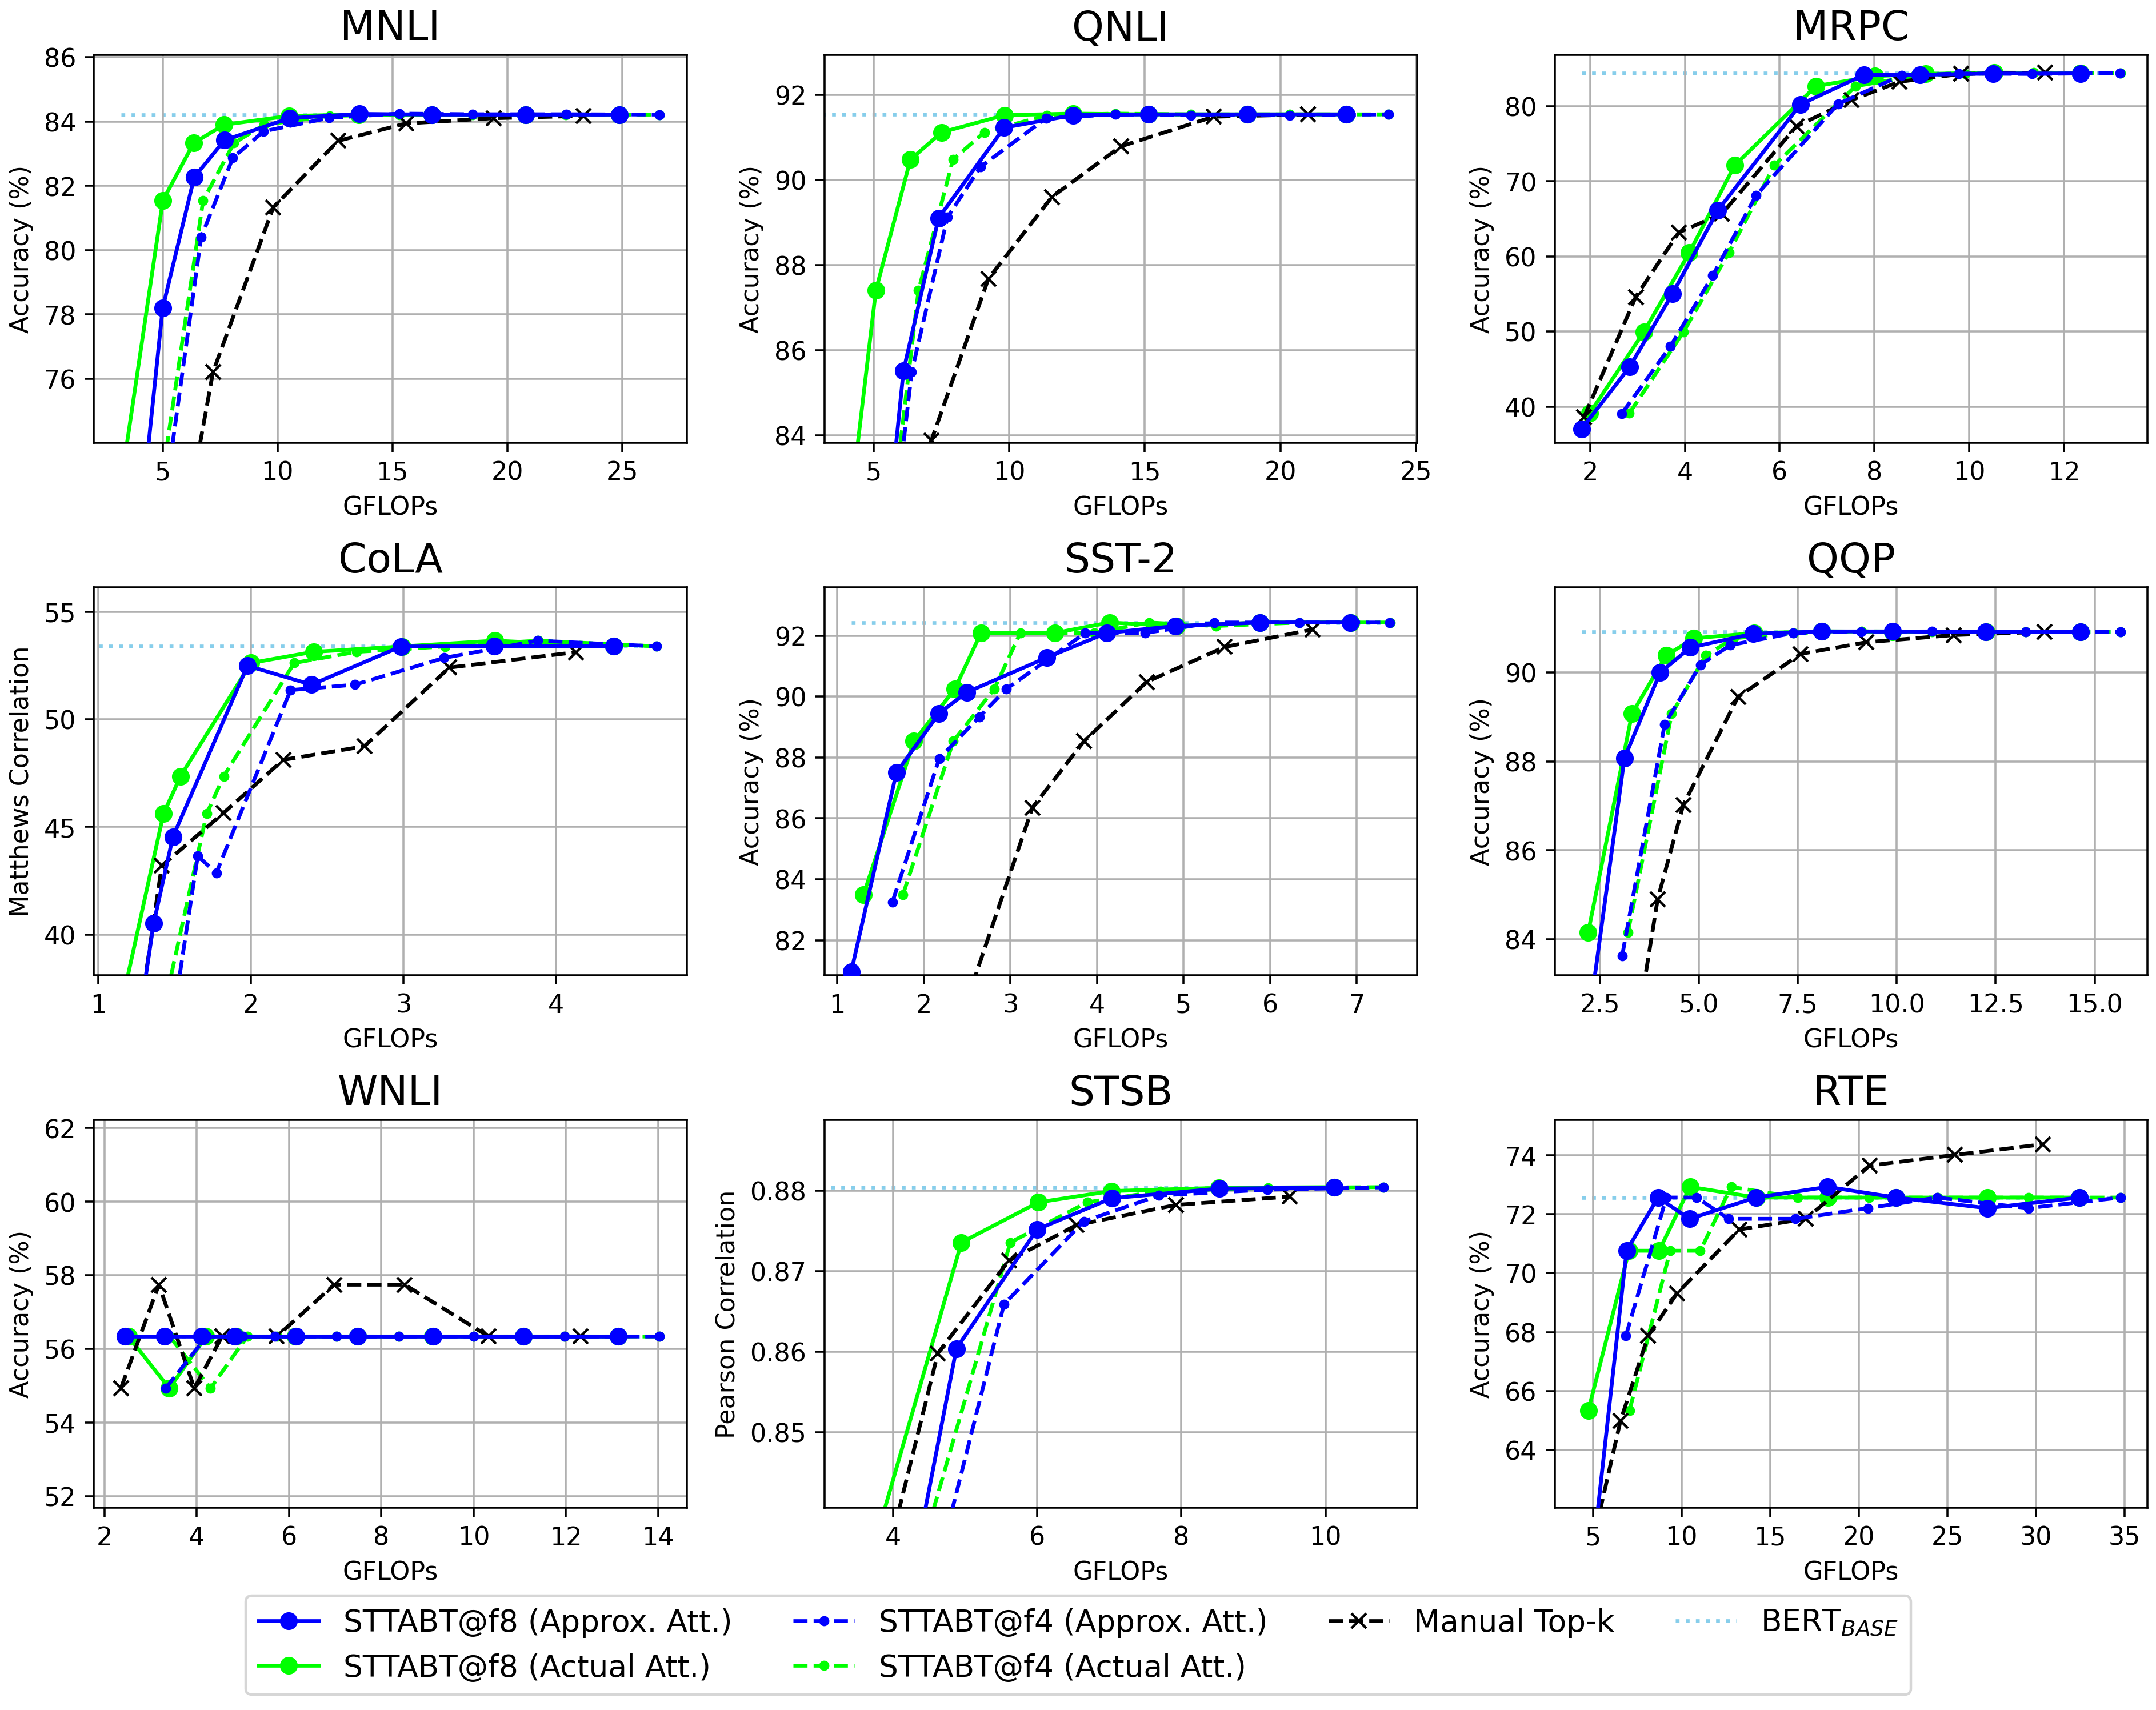 MNLI
86
84
82
80
78
76
Accuracy (%)
5 10 15 20 25
GFLOPs
QNLI
92
90
88
86
84
Accuracy (%)
5 10 15 20 25
GFLOPs
MRPC
80
70
60
50
40
Accuracy (%)
2 4 6 8 10 12
GFLOPs
CoLA
55
50
45
40
Matthews Correlation
1 2 3 4
GFLOPs
SST-2
92
90
88
86
84
82
Accuracy (%)
1 2 3 4 5 6 7
GFLOPs
QQP
90
88
86
84
Accuracy (%)
2.5 5.0 7.5 10.0 12.5 15.0
GFLOPs
WNLI
62
60
58
56
54
52
Accuracy (%)
2 4 6 8 10 12 14
GFLOPs
STSB
0.88
0.87
0.86
0.85
Pearson Correlation
4 6 8 10
GFLOPs
RTE
74
72
70
68
66
64
Accuracy (%)
5 10 15 20 25 30 35
GFLOPs
STTABT@f8 (Approx. Att.) STTABT@f4 (Approx. Att.) Manual Top-k BERT_BASE
STTABT@f8 (Actual Att.) STTABT@f4 (Actual Att.)